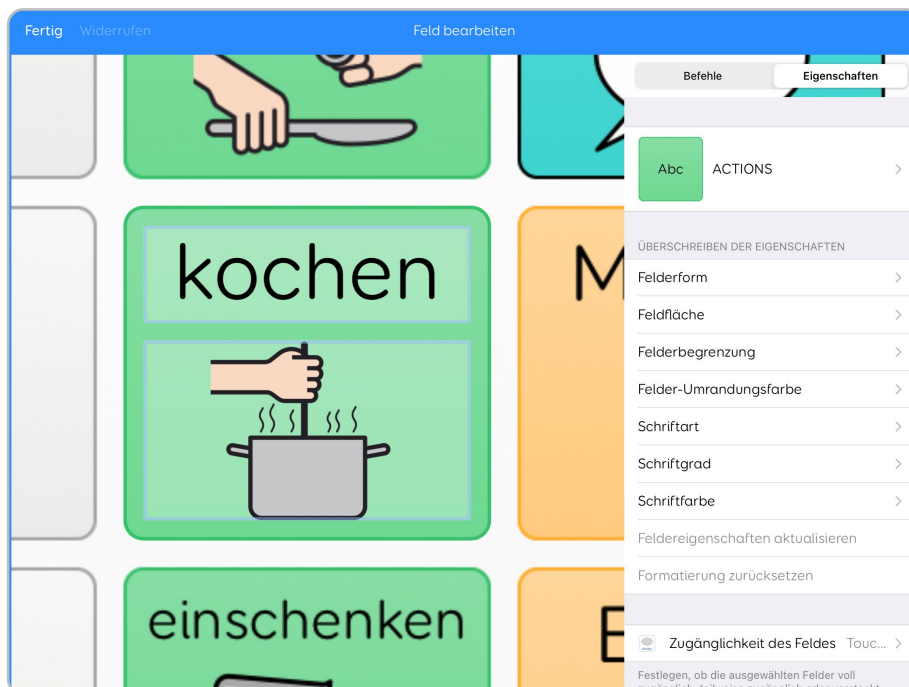 Fertig Widerrufen Feld bearbeiten
Befehle Eigenschaften
Abc ACTIONS
kochen
M
ÜBERSCHREIBEN DER EIGENSCHAFTEN
Felderform
Feldfläche
Felderbegrenzung
Felder-Umrandungsfarbe
Schriftart
Schriftgrad
Schriftfarbe
Feldereigenschaften aktualisieren
Formatierung zurücksetzen
einschenken
E
Zugänglichkeit des Feldes Touc...
Festlegen, ob die ausgewählten Felder voll